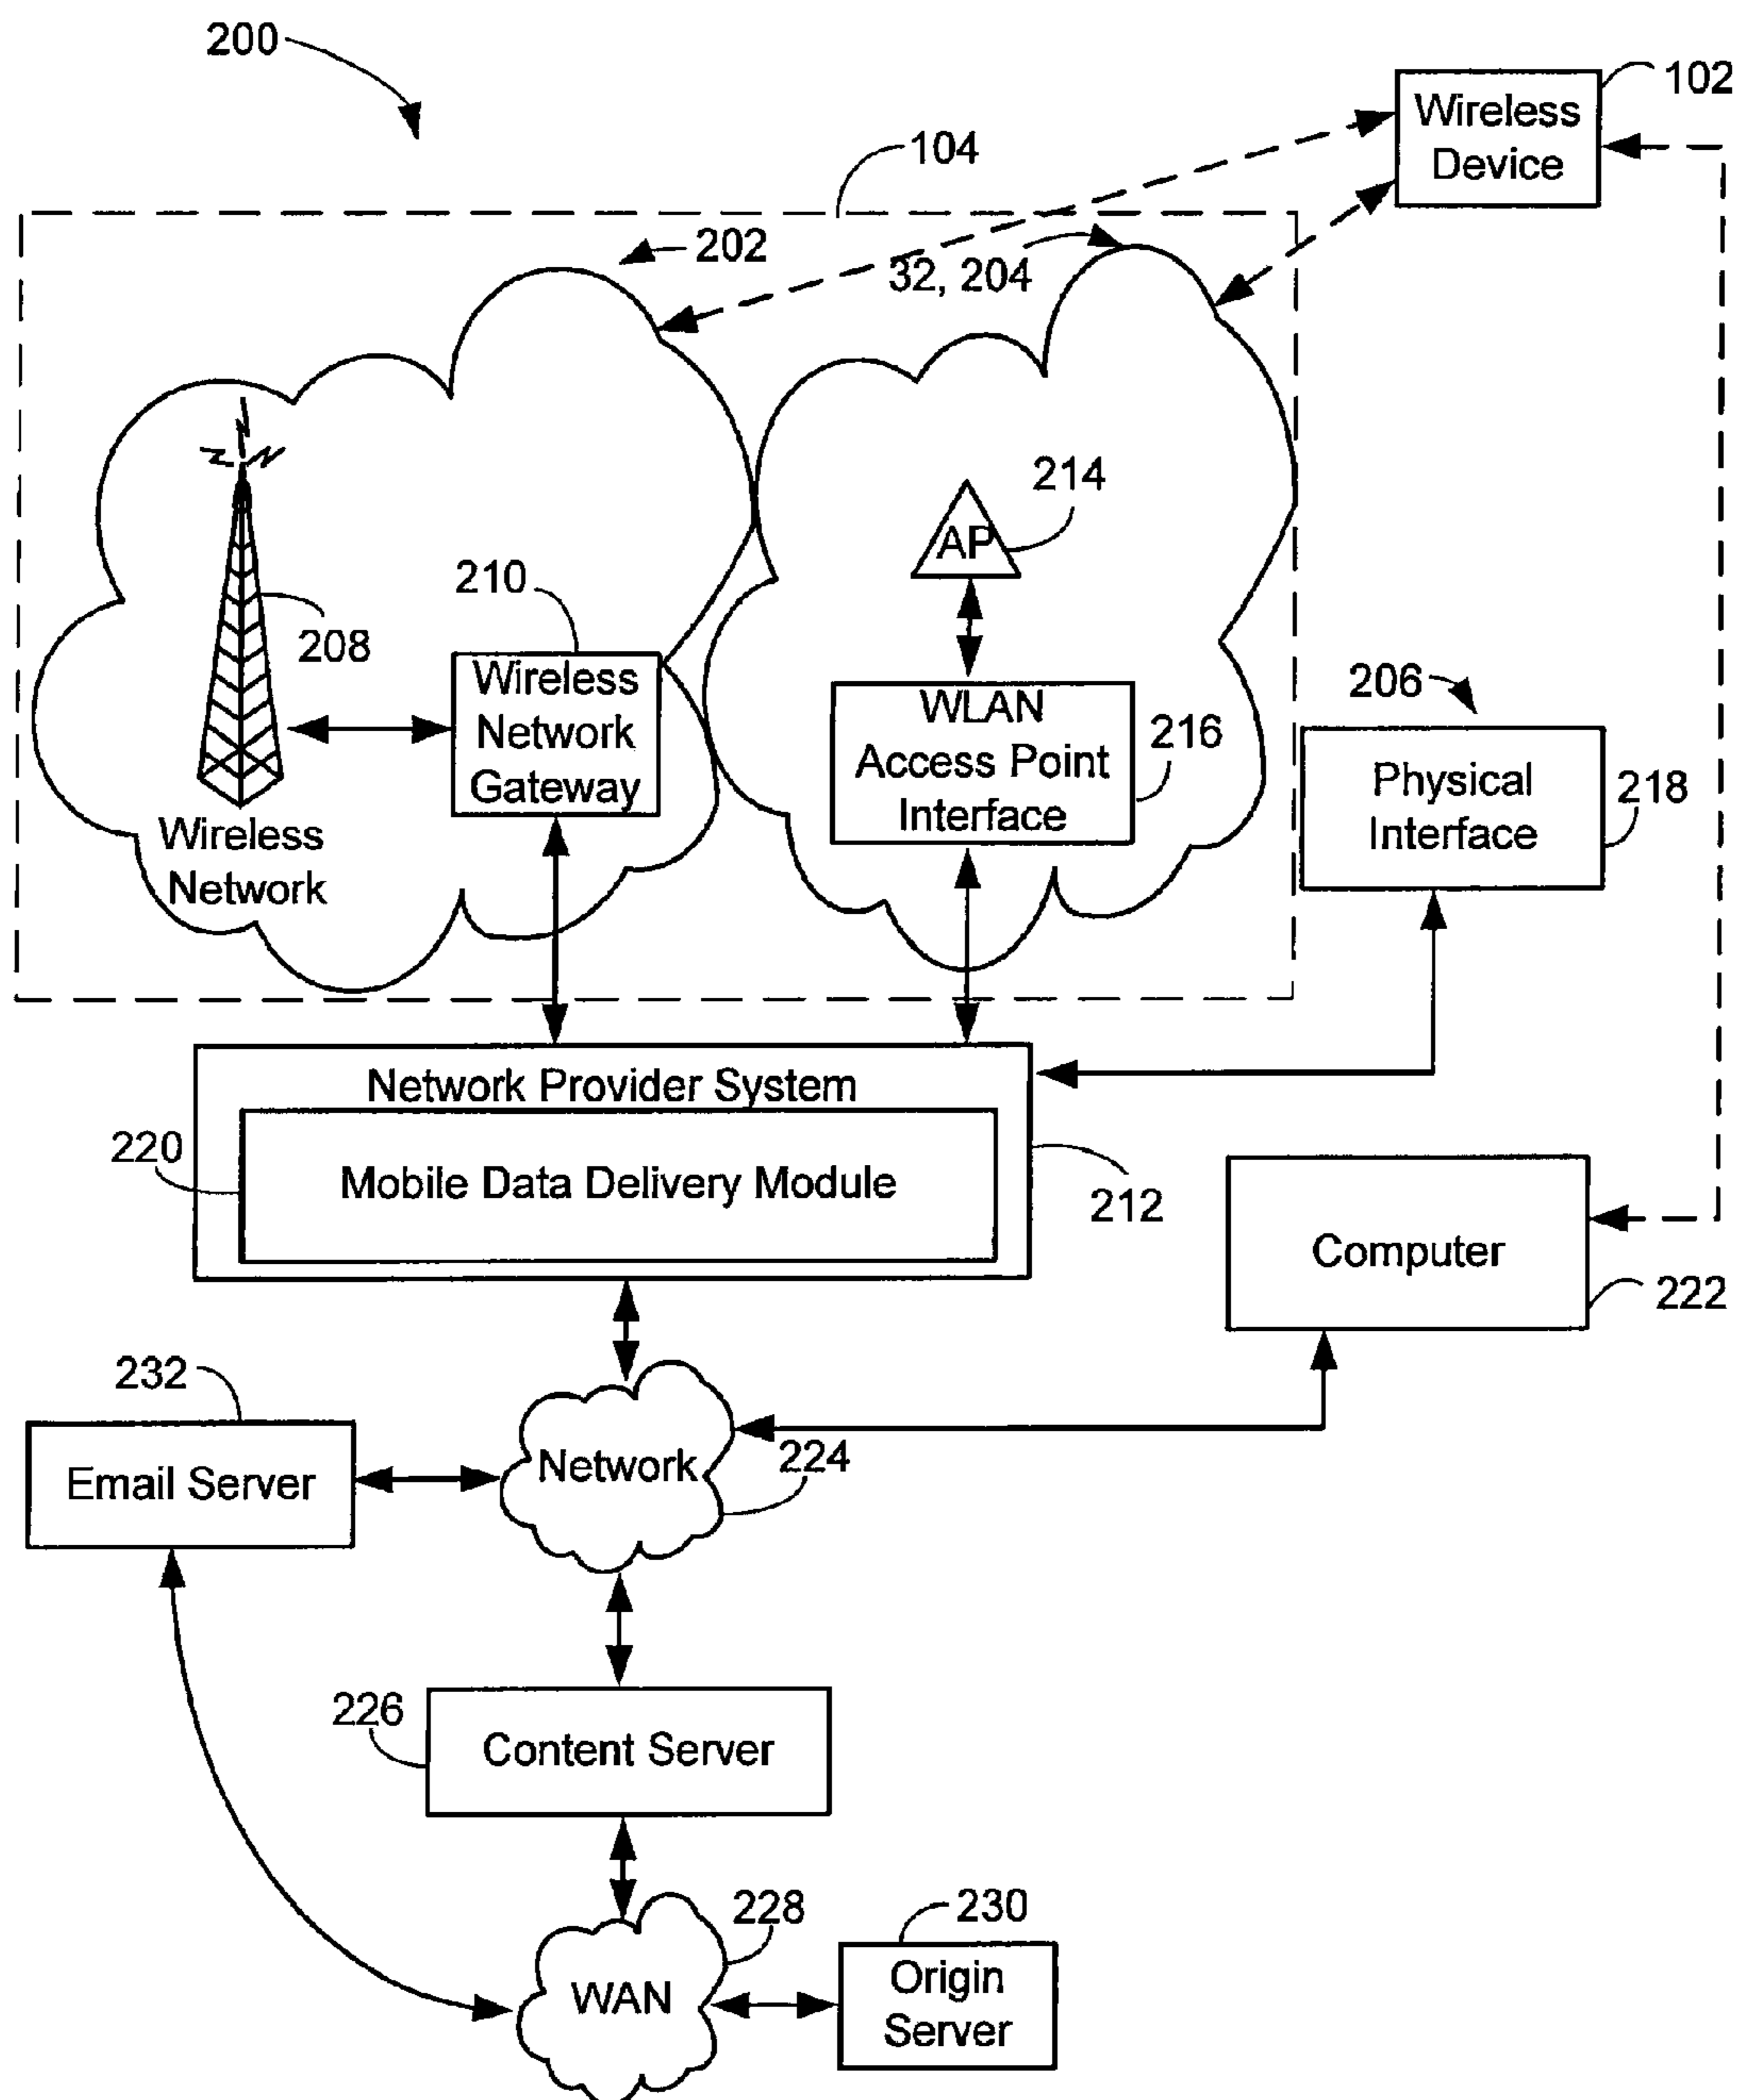 200
102
Wireless
Device
104
202
32, 204
214
AP
210
208
Wireless
Network
Gateway
WLAN
Access Point
Interface
216
206
Physical
Interface
218
Wireless
Network
Network Provider System
220
Mobile Data Delivery Module
212
Computer
222
232
Email Server
Network
224
226
Content Server
228
230
WAN
Origin
Server